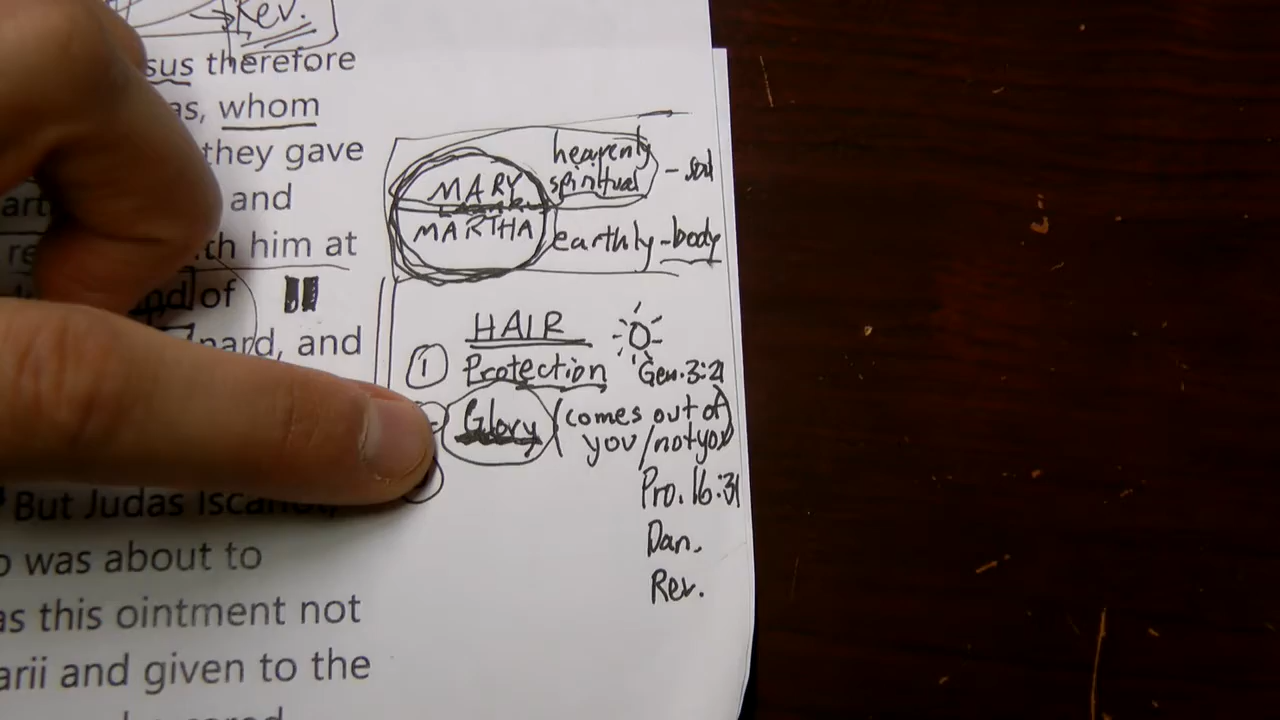 Rev.
sus therefore
as, whom
they gave
and
th him at
of
nard, and
But Judas Iscariot,
o was about to
as this ointment not
arii and given to the
MARY
heavenly
spiritual
- soul
MARTHA
earthly - body
HAIR
1 Protection Gen. 3:21
Glory (comes out of
you / not you)
Pro. 16:31
Dan.
Rev.